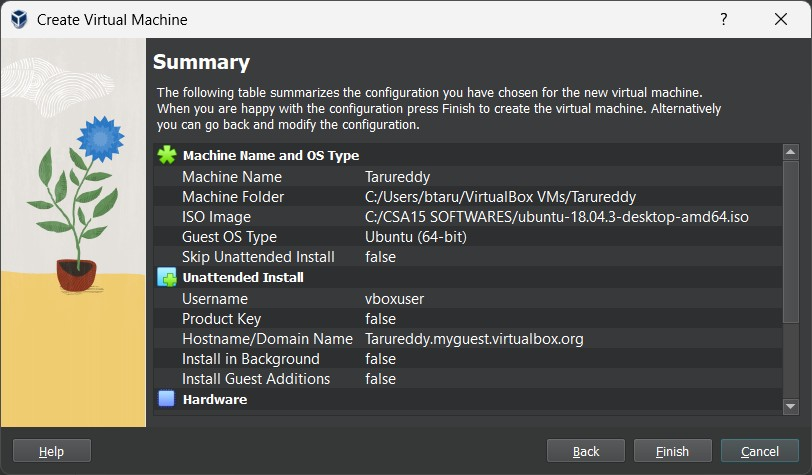 Create Virtual Machine
?
Summary
The following table summarizes the configuration you have chosen for the new virtual machine.
When you are happy with the configuration press Finish to create the virtual machine. Alternatively
you can go back and modify the configuration.
Machine Name and OS Type
Machine Name Tarureddy
Machine Folder C:/Users/btaru/VirtualBox VMs/Tarureddy
ISO Image C:/CSA15 SOFTWARES/ubuntu-18.04.3-desktop-amd64.iso
Guest OS Type Ubuntu (64-bit)
Skip Unattended Install false
Unattended Install
Username vboxuser
Product Key false
Hostname/Domain Name Tarureddy.myguest.virtualbox.org
Install in Background false
Install Guest Additions false
Hardware
Help Back Finish Cancel